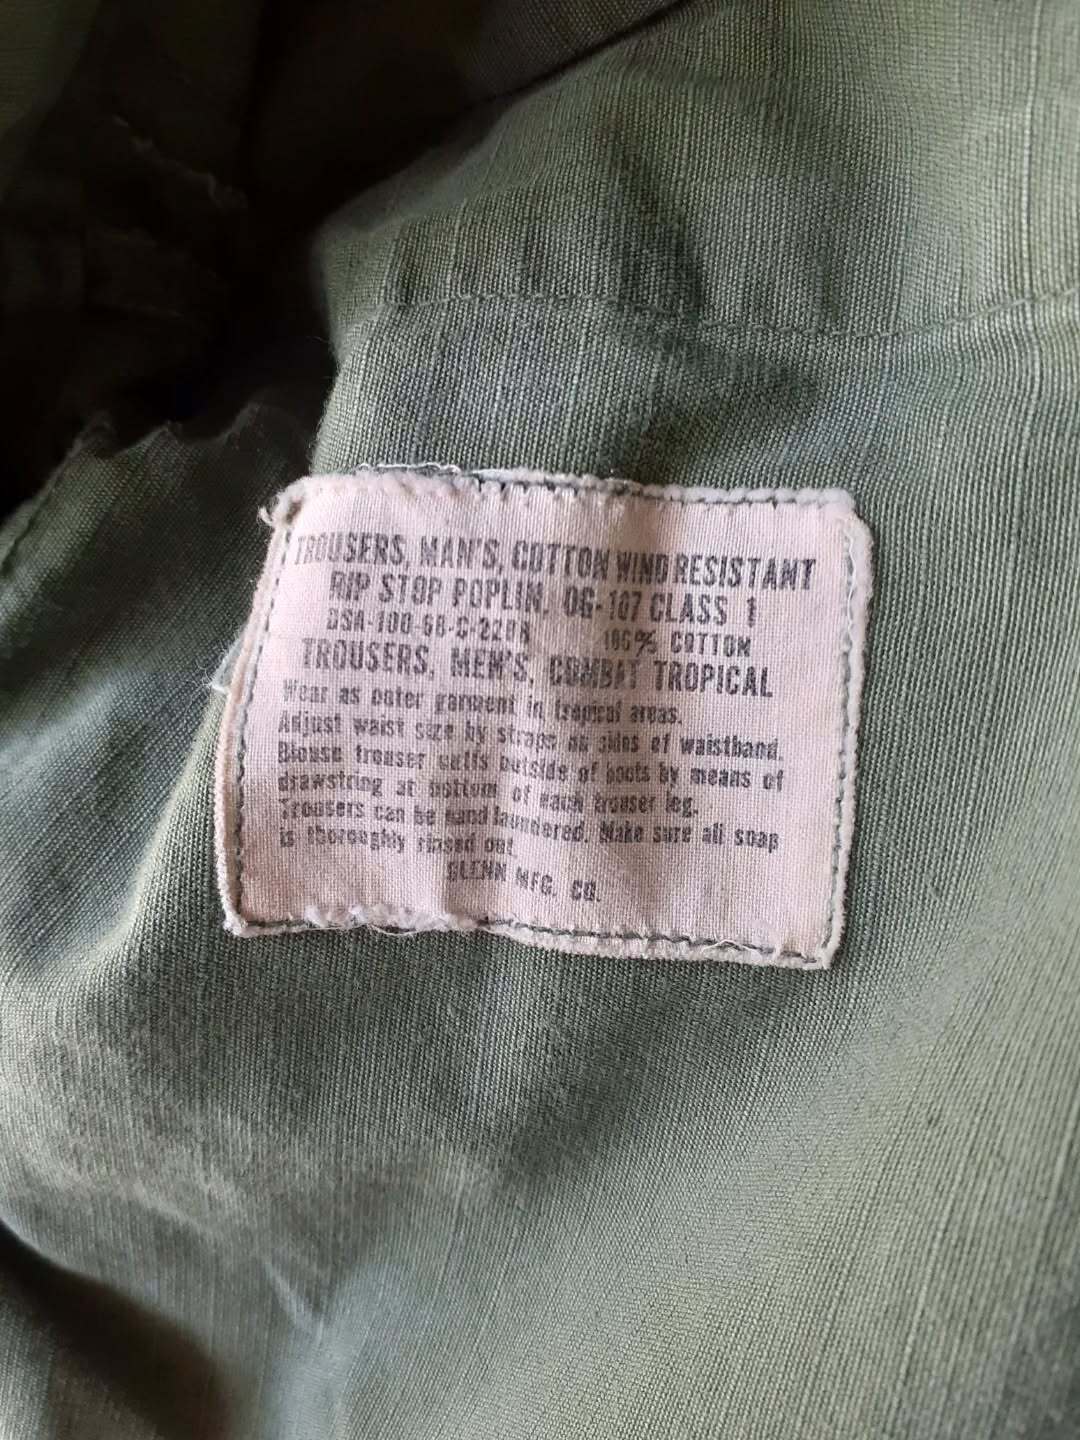 TROUSERS, MAN'S, COTTON WIND RESISTANT
RIP STOP POPLIN, OG-107 CLASS 1
DSA-100-68-C-2208 100% COTTON
TROUSERS, MEN'S, COMBAT TROPICAL
Wear as outer garment in tropical areas.
Adjust waist size by straps at sides of waistband.
Blouse trouser cuffs outside of boots by means of
drawstring at bottom of each trouser leg.
Trousers can be hand laundered. Make sure all soap
is thoroughly rinsed out
GLENN MFG. CO.